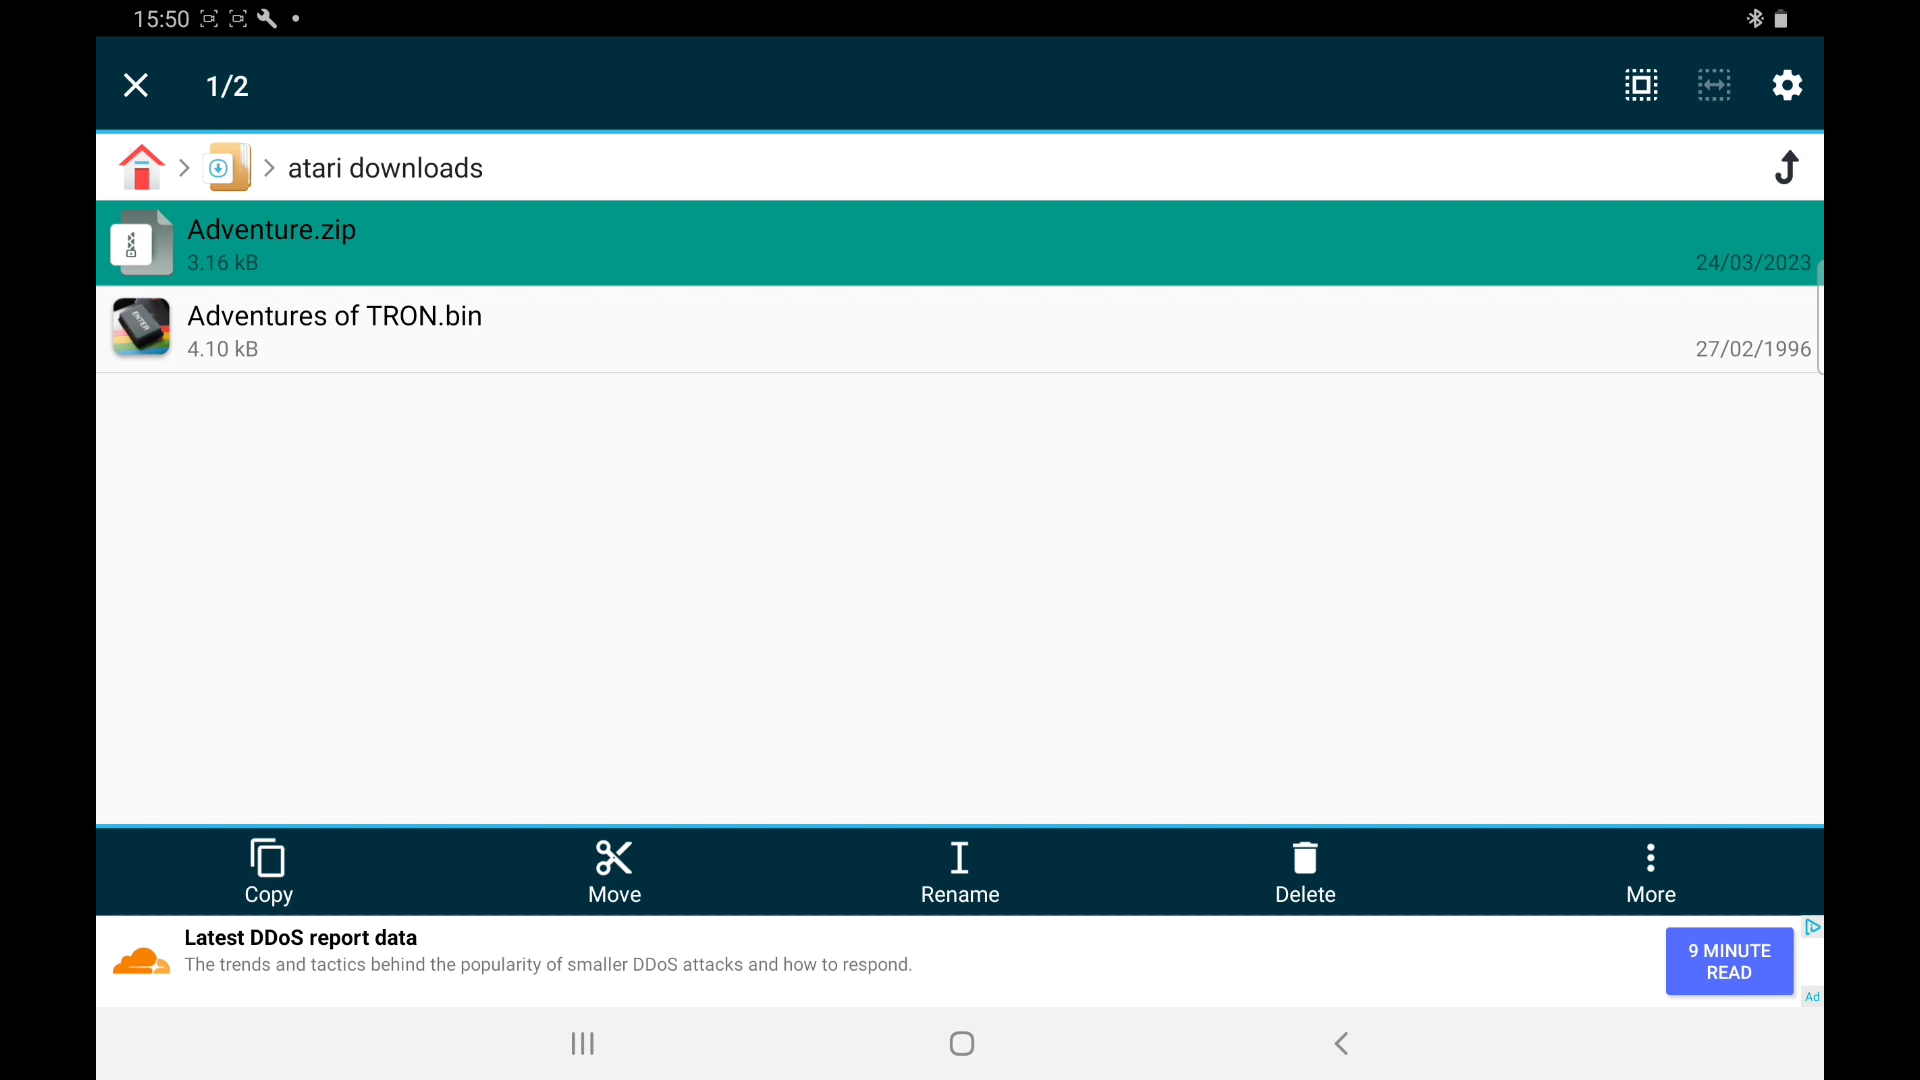 15:50
1/2
atari downloads
Adventure.zip
3.16 kB
24/03/2023
ENTER
Adventures of TRON.bin
4.10 kB
27/02/1996
Copy
Move
Rename
Delete
More
Latest DDoS report data
The trends and tactics behind the popularity of smaller DDoS attacks and how to respond.
9 MINUTE
READ
Ad